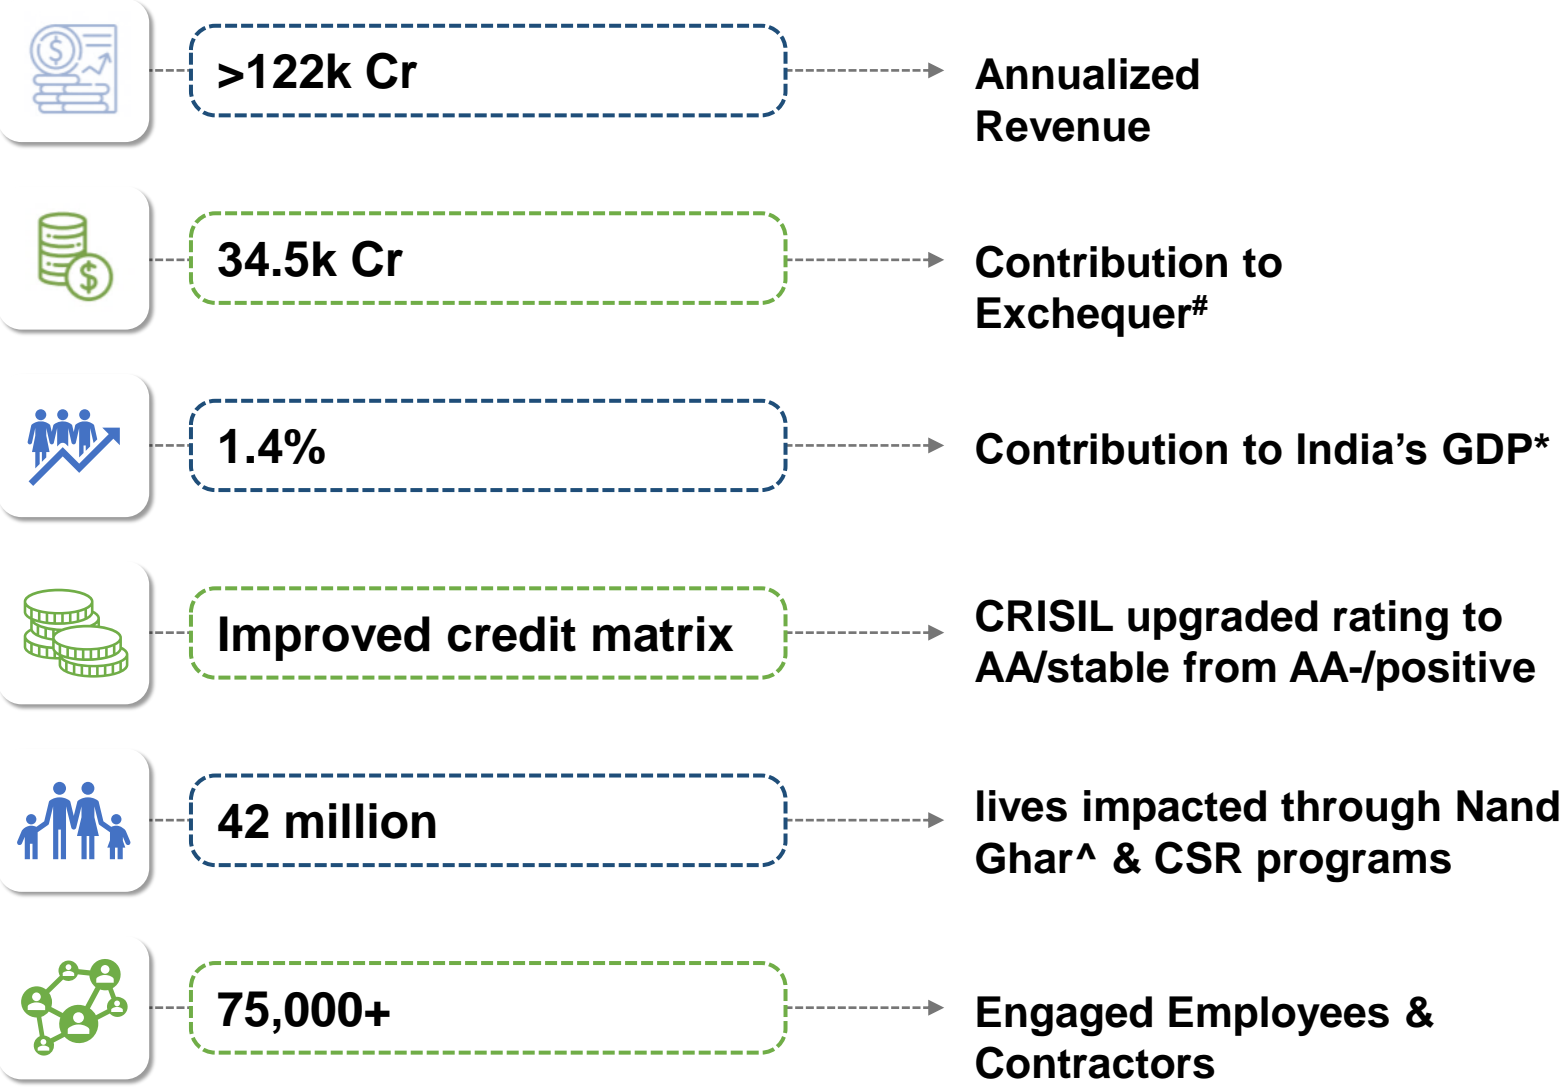 >122k Cr
Annualized
Revenue
34.5k Cr
Contribution to
Exchequer#
1.4%
Contribution to India’s GDP*
Improved credit matrix
CRISIL upgraded rating to
AA/stable from AA-/positive
42 million
lives impacted through Nand
Ghar^ & CSR programs
75,000+
Engaged Employees &
Contractors